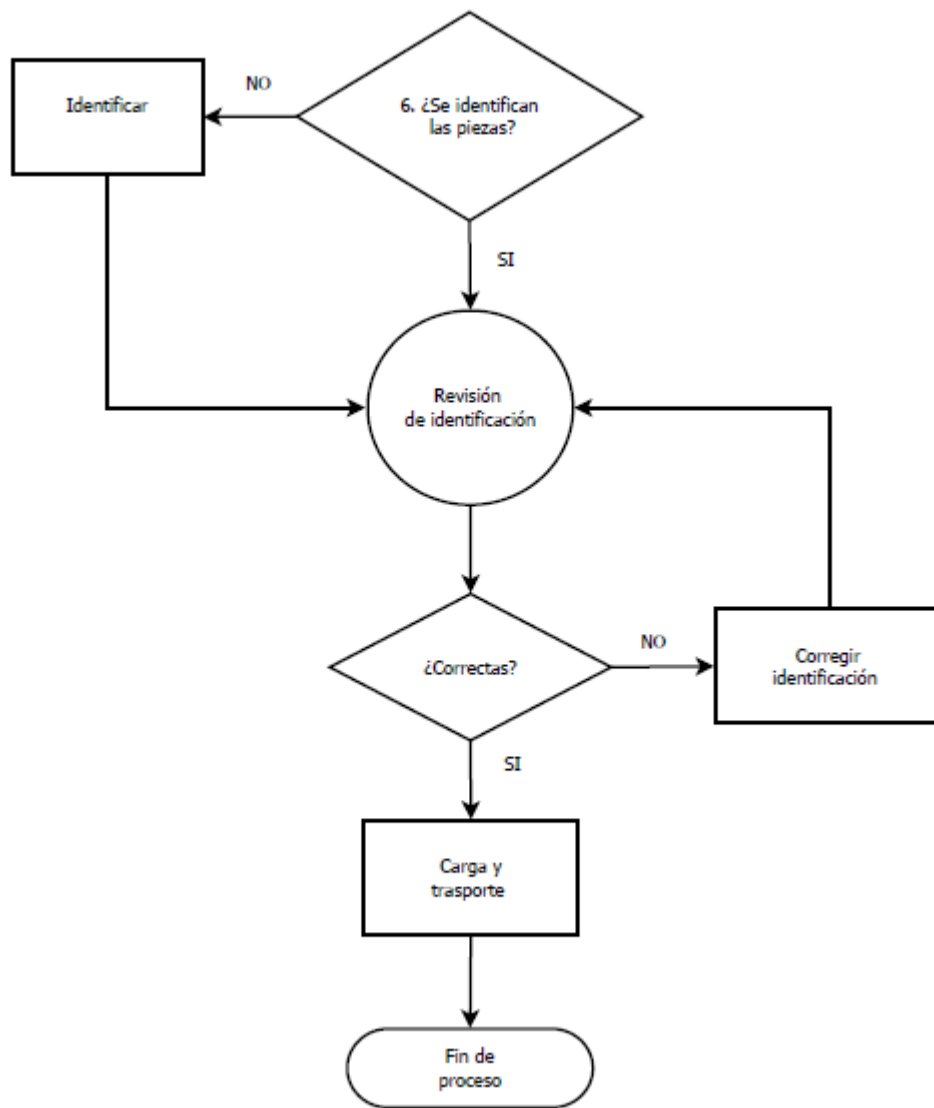 Identificar
NO
6. ¿Se identifican
las piezas?
SI
Revisión
de identificación
¿Correctas?
NO
Corregir
identificación
SI
Carga y
trasporte
Fin de
proceso